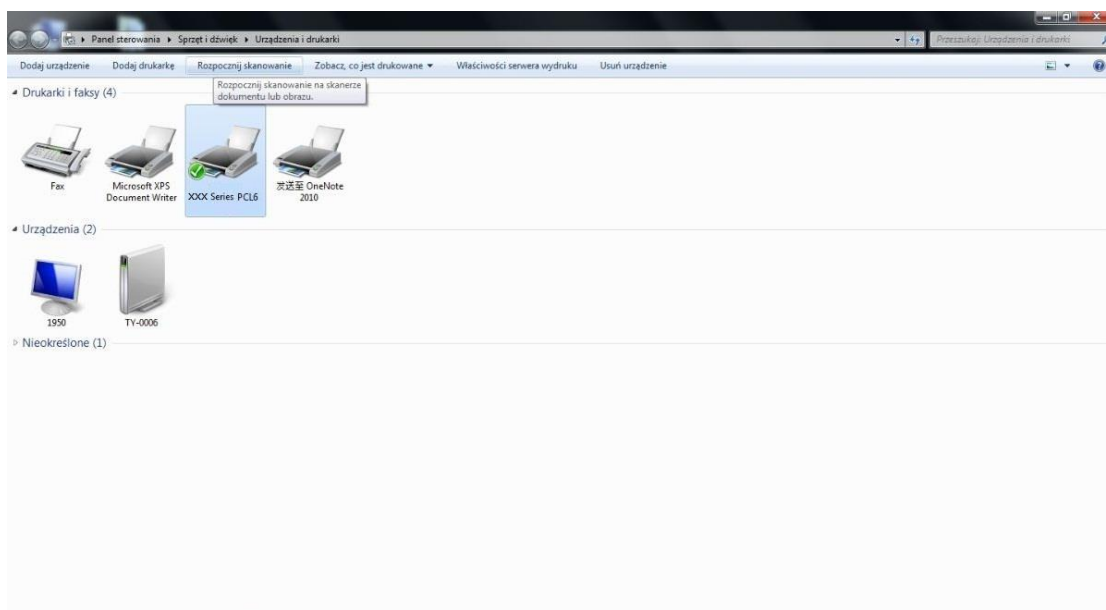 Panel sterowania ▸ Sprzęt i dźwięk ▸ Urządzenia i drukarki
Przeszukaj: Urządzenia i drukarki
Dodaj urządzenie Dodaj drukarkę Rozpocznij skanowanie Zobacz, co jest drukowane Właściwości serwera wydruku Usuń urządzenie
Rozpocznij skanowanie na skanerze
dokumentu lub obrazu.
Drukarki i faksy (4)
Fax
Microsoft XPS
Document Writer
XXX Series PCL6
发送至 OneNote
2010
Urządzenia (2)
1950
TY-0006
Nieokreślone (1)